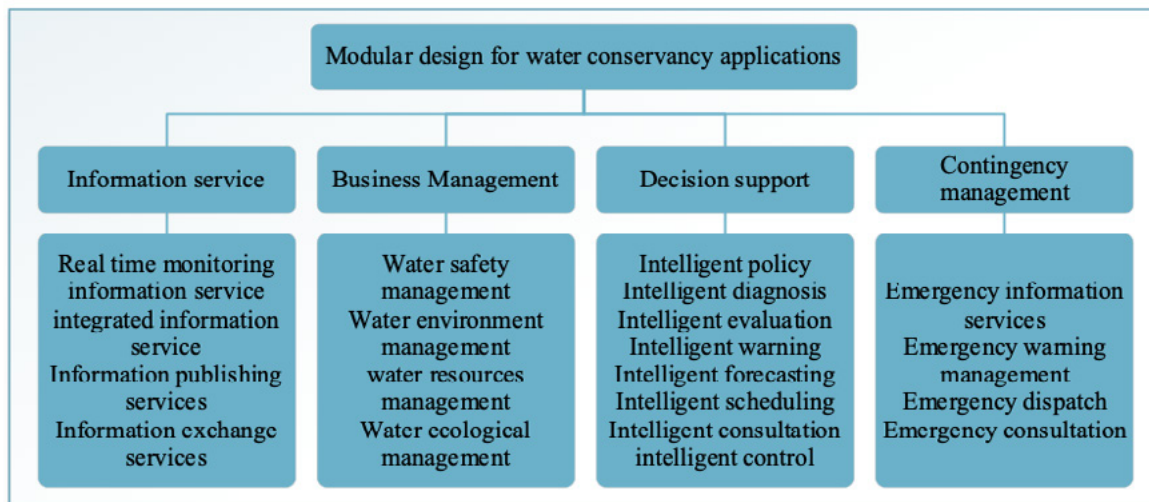 Modular design for water conservancy applications
Information service
Business Management
Decision support
Contingency
management
Real time monitoring
information service
integrated information
service
Information publishing
services
Information exchange
services
Water safety
management
Water environment
management
water resources
management
Water ecological
management
Intelligent policy
Intelligent diagnosis
Intelligent evaluation
Intelligent warning
Intelligent forecasting
Intelligent scheduling
Intelligent consultation
intelligent control
Emergency information
services
Emergency warning
management
Emergency dispatch
Emergency consultation